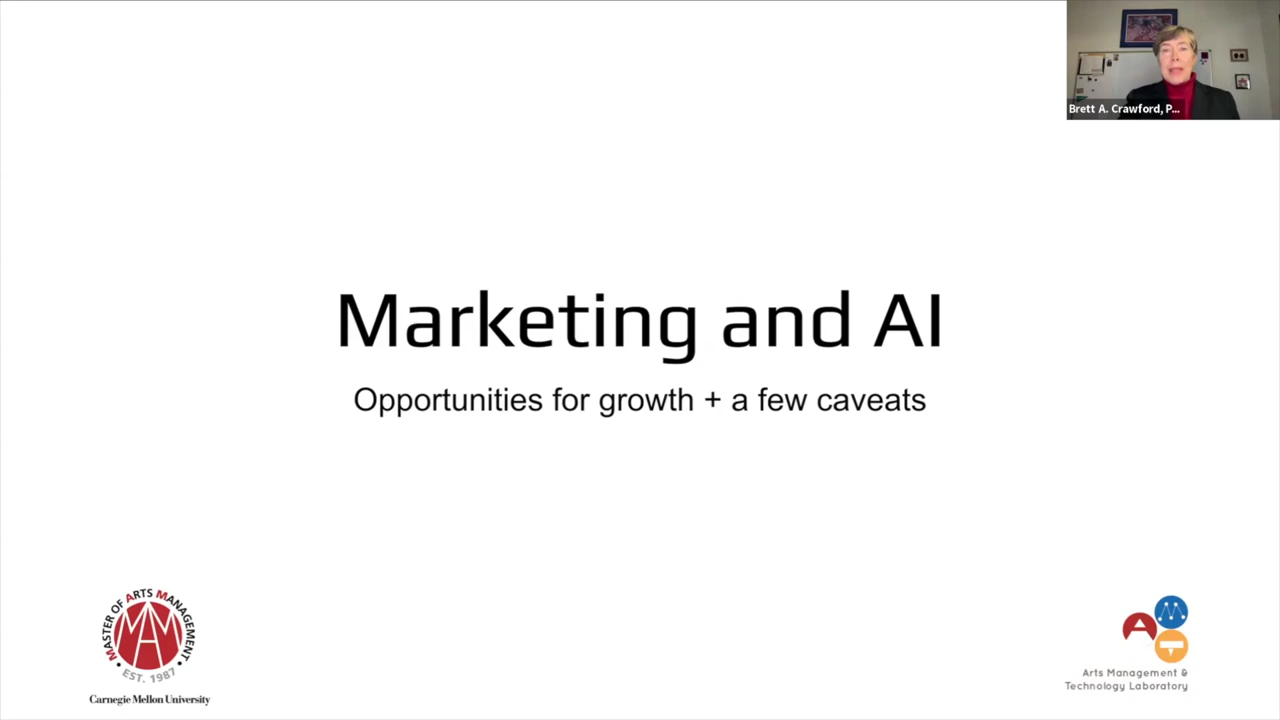 Brett A. Crawford, P...
Marketing and AI
Opportunities for growth + a few caveats
MASTER OF ARTS MANAGEMENT
MAM
• EST. 1987 •
Carnegie Mellon University
A
M
T
Arts Management &
Technology Laboratory